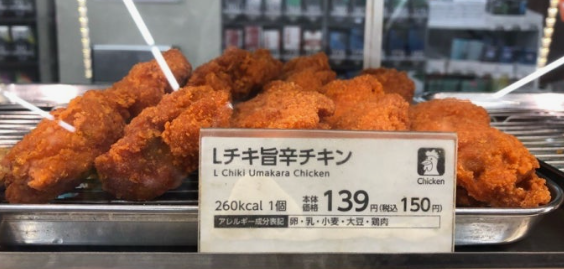 Lチキ旨辛チキン
L Chiki Umakara Chicken
Chicken
260kcal 1個 本体価格 139円(税込150円)
アレルギー成分表記 卵・乳・小麦・大豆・鶏肉